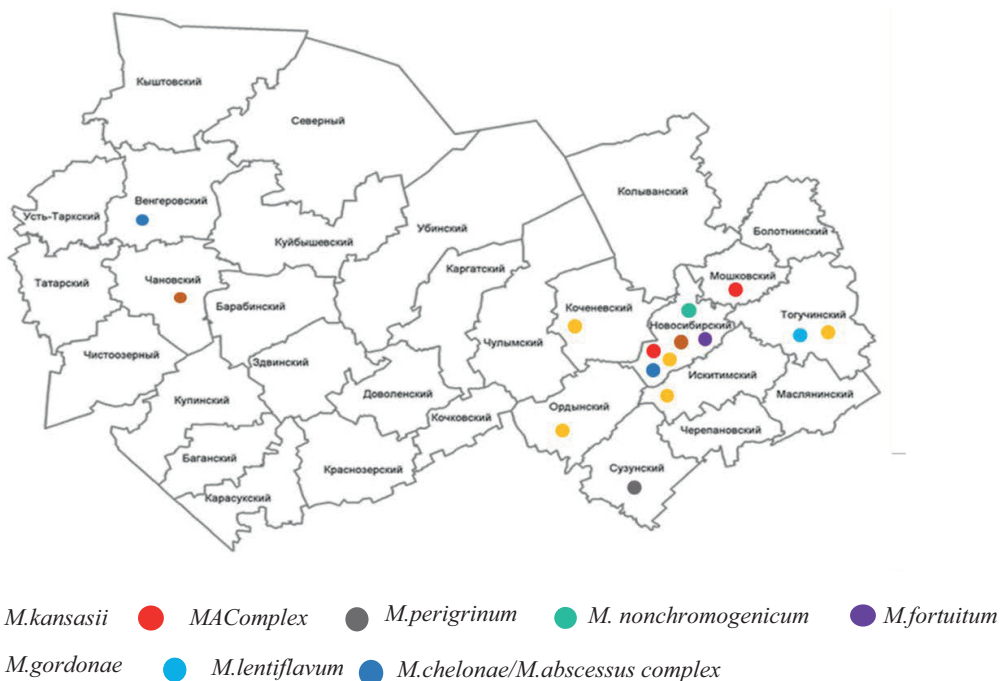 Кыштовский
Северный
Колыванский
Венгеровский
Усть-Таркский
Убинский
Болотнинский
Куйбышевский
Каргатский
Мошковский
Татарский
Чановский
Барабинский
Коченевский
Тогучинский
Новосибирский
Чулымский
Чистоозерный
Здвинский
Искитимский
Доволенский
Маслянинский
Купинский
Ордынский
Кочковский
Черепановский
Баганский
Краснозерский
Сузунский
Карасукский
M.kansasii MAComplex M.perigrinum M. nonchromogenicum M.fortuitum
M.gordonae M.lentiflavum M.chelonae/M.abscessus complex